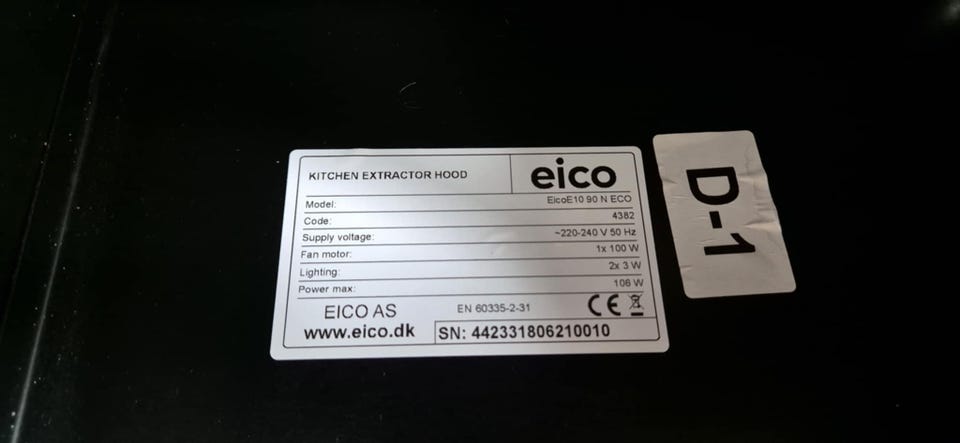 KITCHEN EXTRACTOR HOOD eico
Model: EicoE10 90 N ECO
Code: 4382
Supply voltage: ~220-240 V 50 Hz
Fan motor: 1x 100 W
Lighting: 2x 3 W
Power max: 106 W
EICO AS EN 60335-2-31 CE
www.eico.dk SN: 442331806210010
D-1